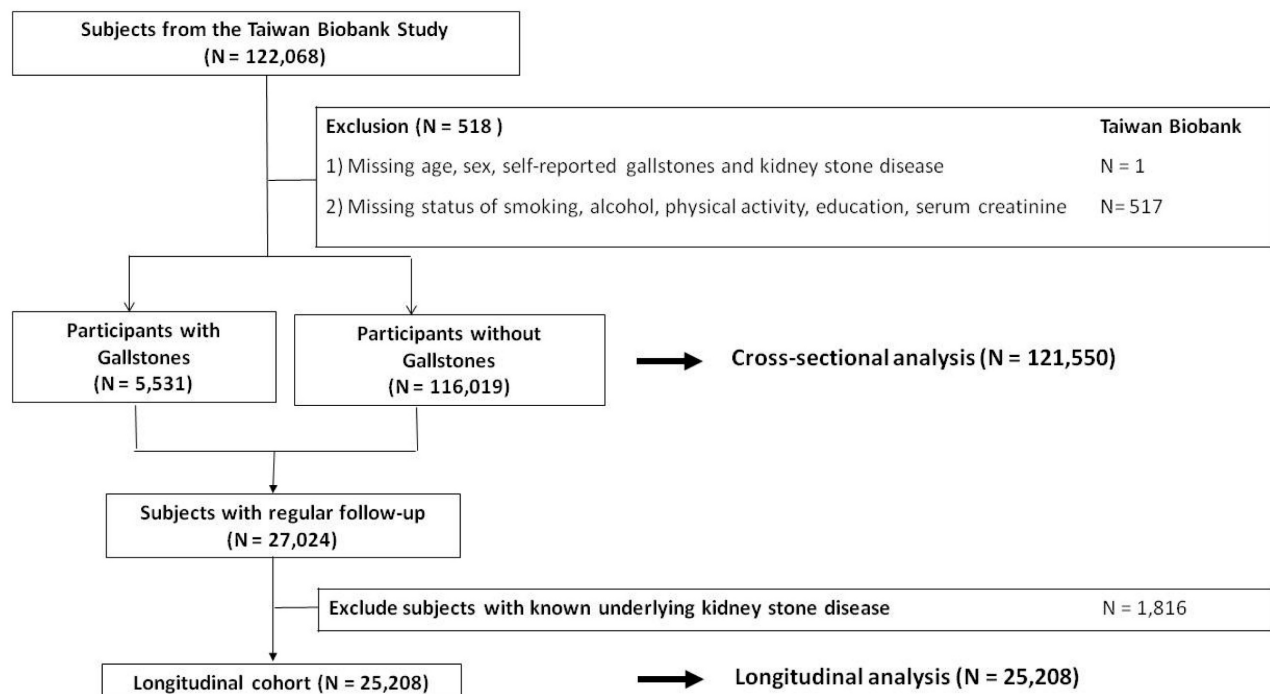 Subjects from the Taiwan Biobank Study
(N = 122,068)
Exclusion (N = 518 )
Taiwan Biobank
1) Missing age, sex, self-reported gallstones and kidney stone disease
N = 1
2) Missing status of smoking, alcohol, physical activity, education, serum creatinine
N= 517
Participants with
Gallstones
(N = 5,531)
Participants without
Gallstones
(N = 116,019)
Cross-sectional analysis (N = 121,550)
Subjects with regular follow-up
(N = 27,024)
Exclude subjects with known underlying kidney stone disease
N = 1,816
Longitudinal cohort (N = 25,208)
Longitudinal analysis (N = 25,208)